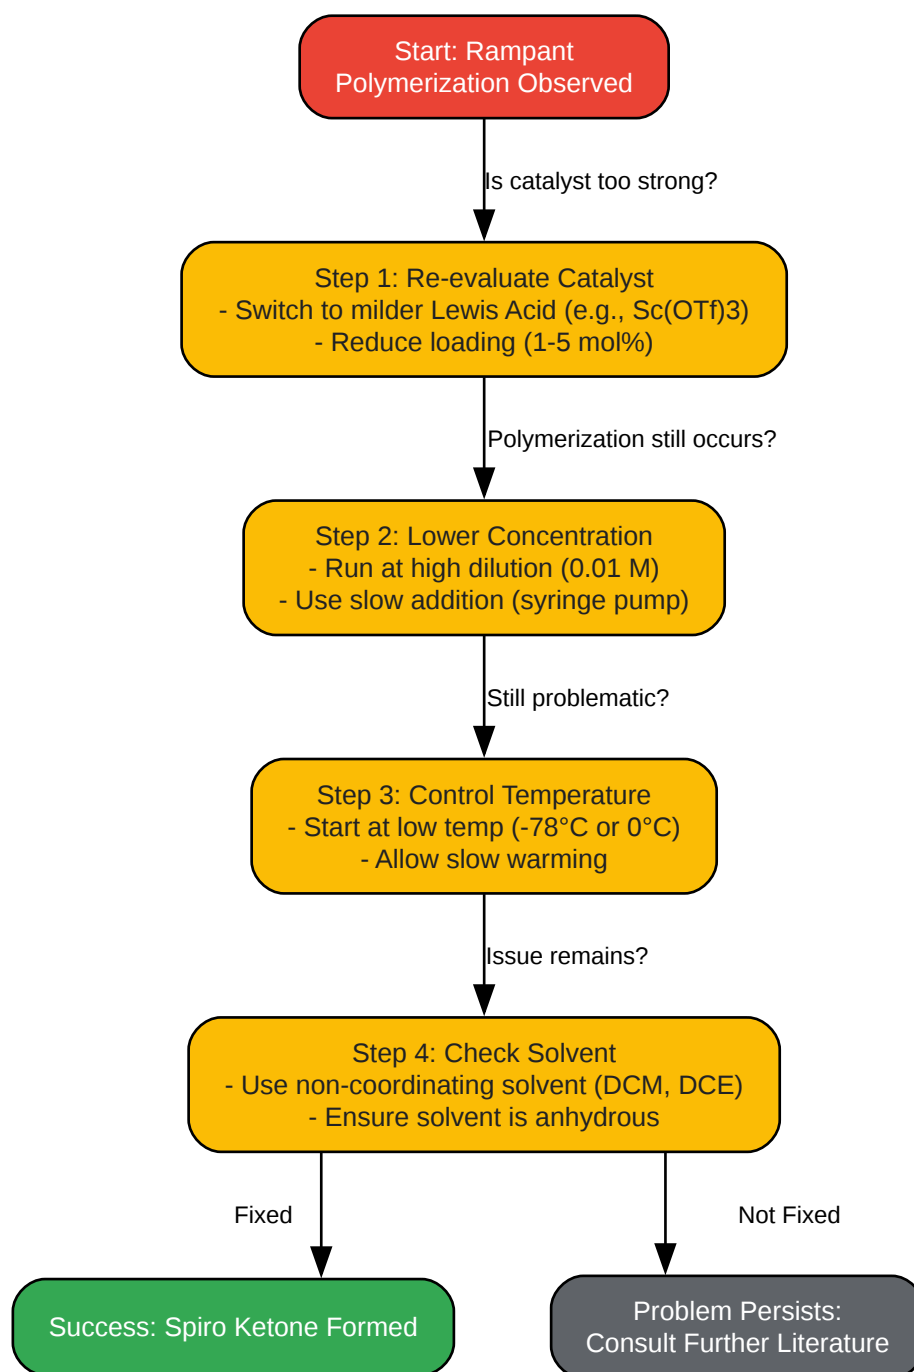 Start: Rampant
Polymerization Observed
Is catalyst too strong?
Step 1: Re-evaluate Catalyst
- Switch to milder Lewis Acid (e.g., Sc(OTf)3)
- Reduce loading (1-5 mol%)
Polymerization still occurs?
Step 2: Lower Concentration
- Run at high dilution (0.01 M)
- Use slow addition (syringe pump)
Still problematic?
Step 3: Control Temperature
- Start at low temp (-78°C or 0°C)
- Allow slow warming
Issue remains?
Step 4: Check Solvent
- Use non-coordinating solvent (DCM, DCE)
- Ensure solvent is anhydrous
Fixed
Not Fixed
Success: Spiro Ketone Formed
Problem Persists:
Consult Further Literature